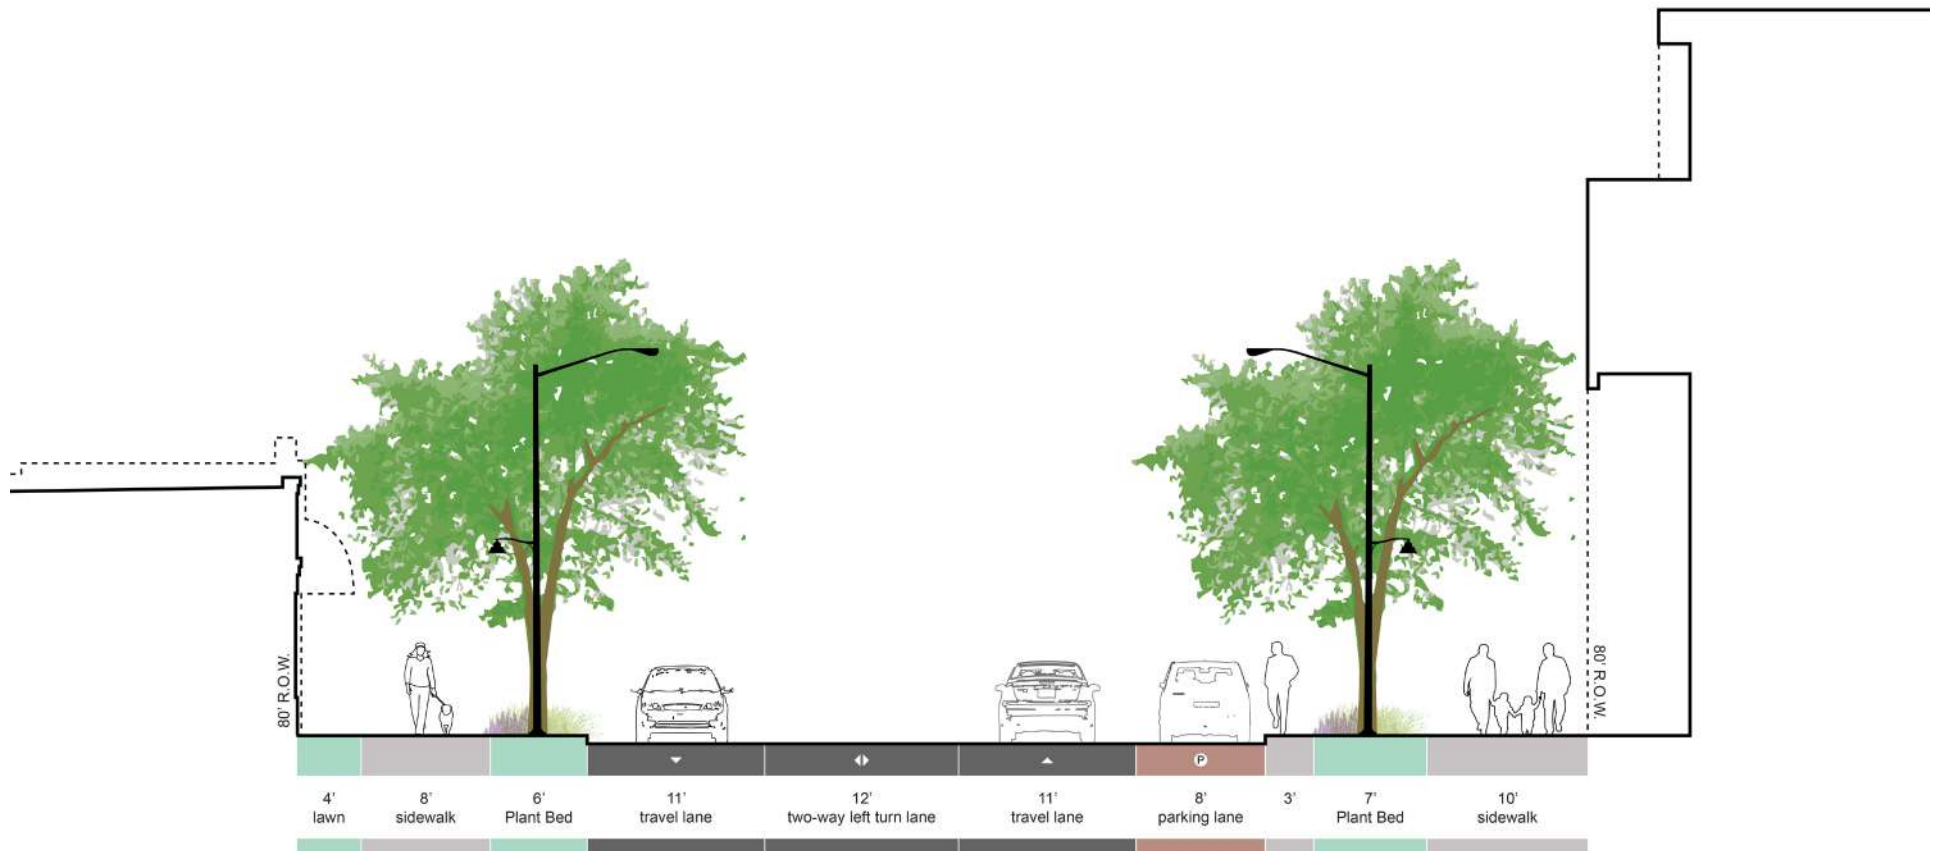 80' R.O.W.
80' R.O.W.
P
4'
lawn
8'
sidewalk
6'
Plant Bed
11'
travel lane
12'
two-way left turn lane
11'
travel lane
8'
parking lane
3'
7'
Plant Bed
10'
sidewalk